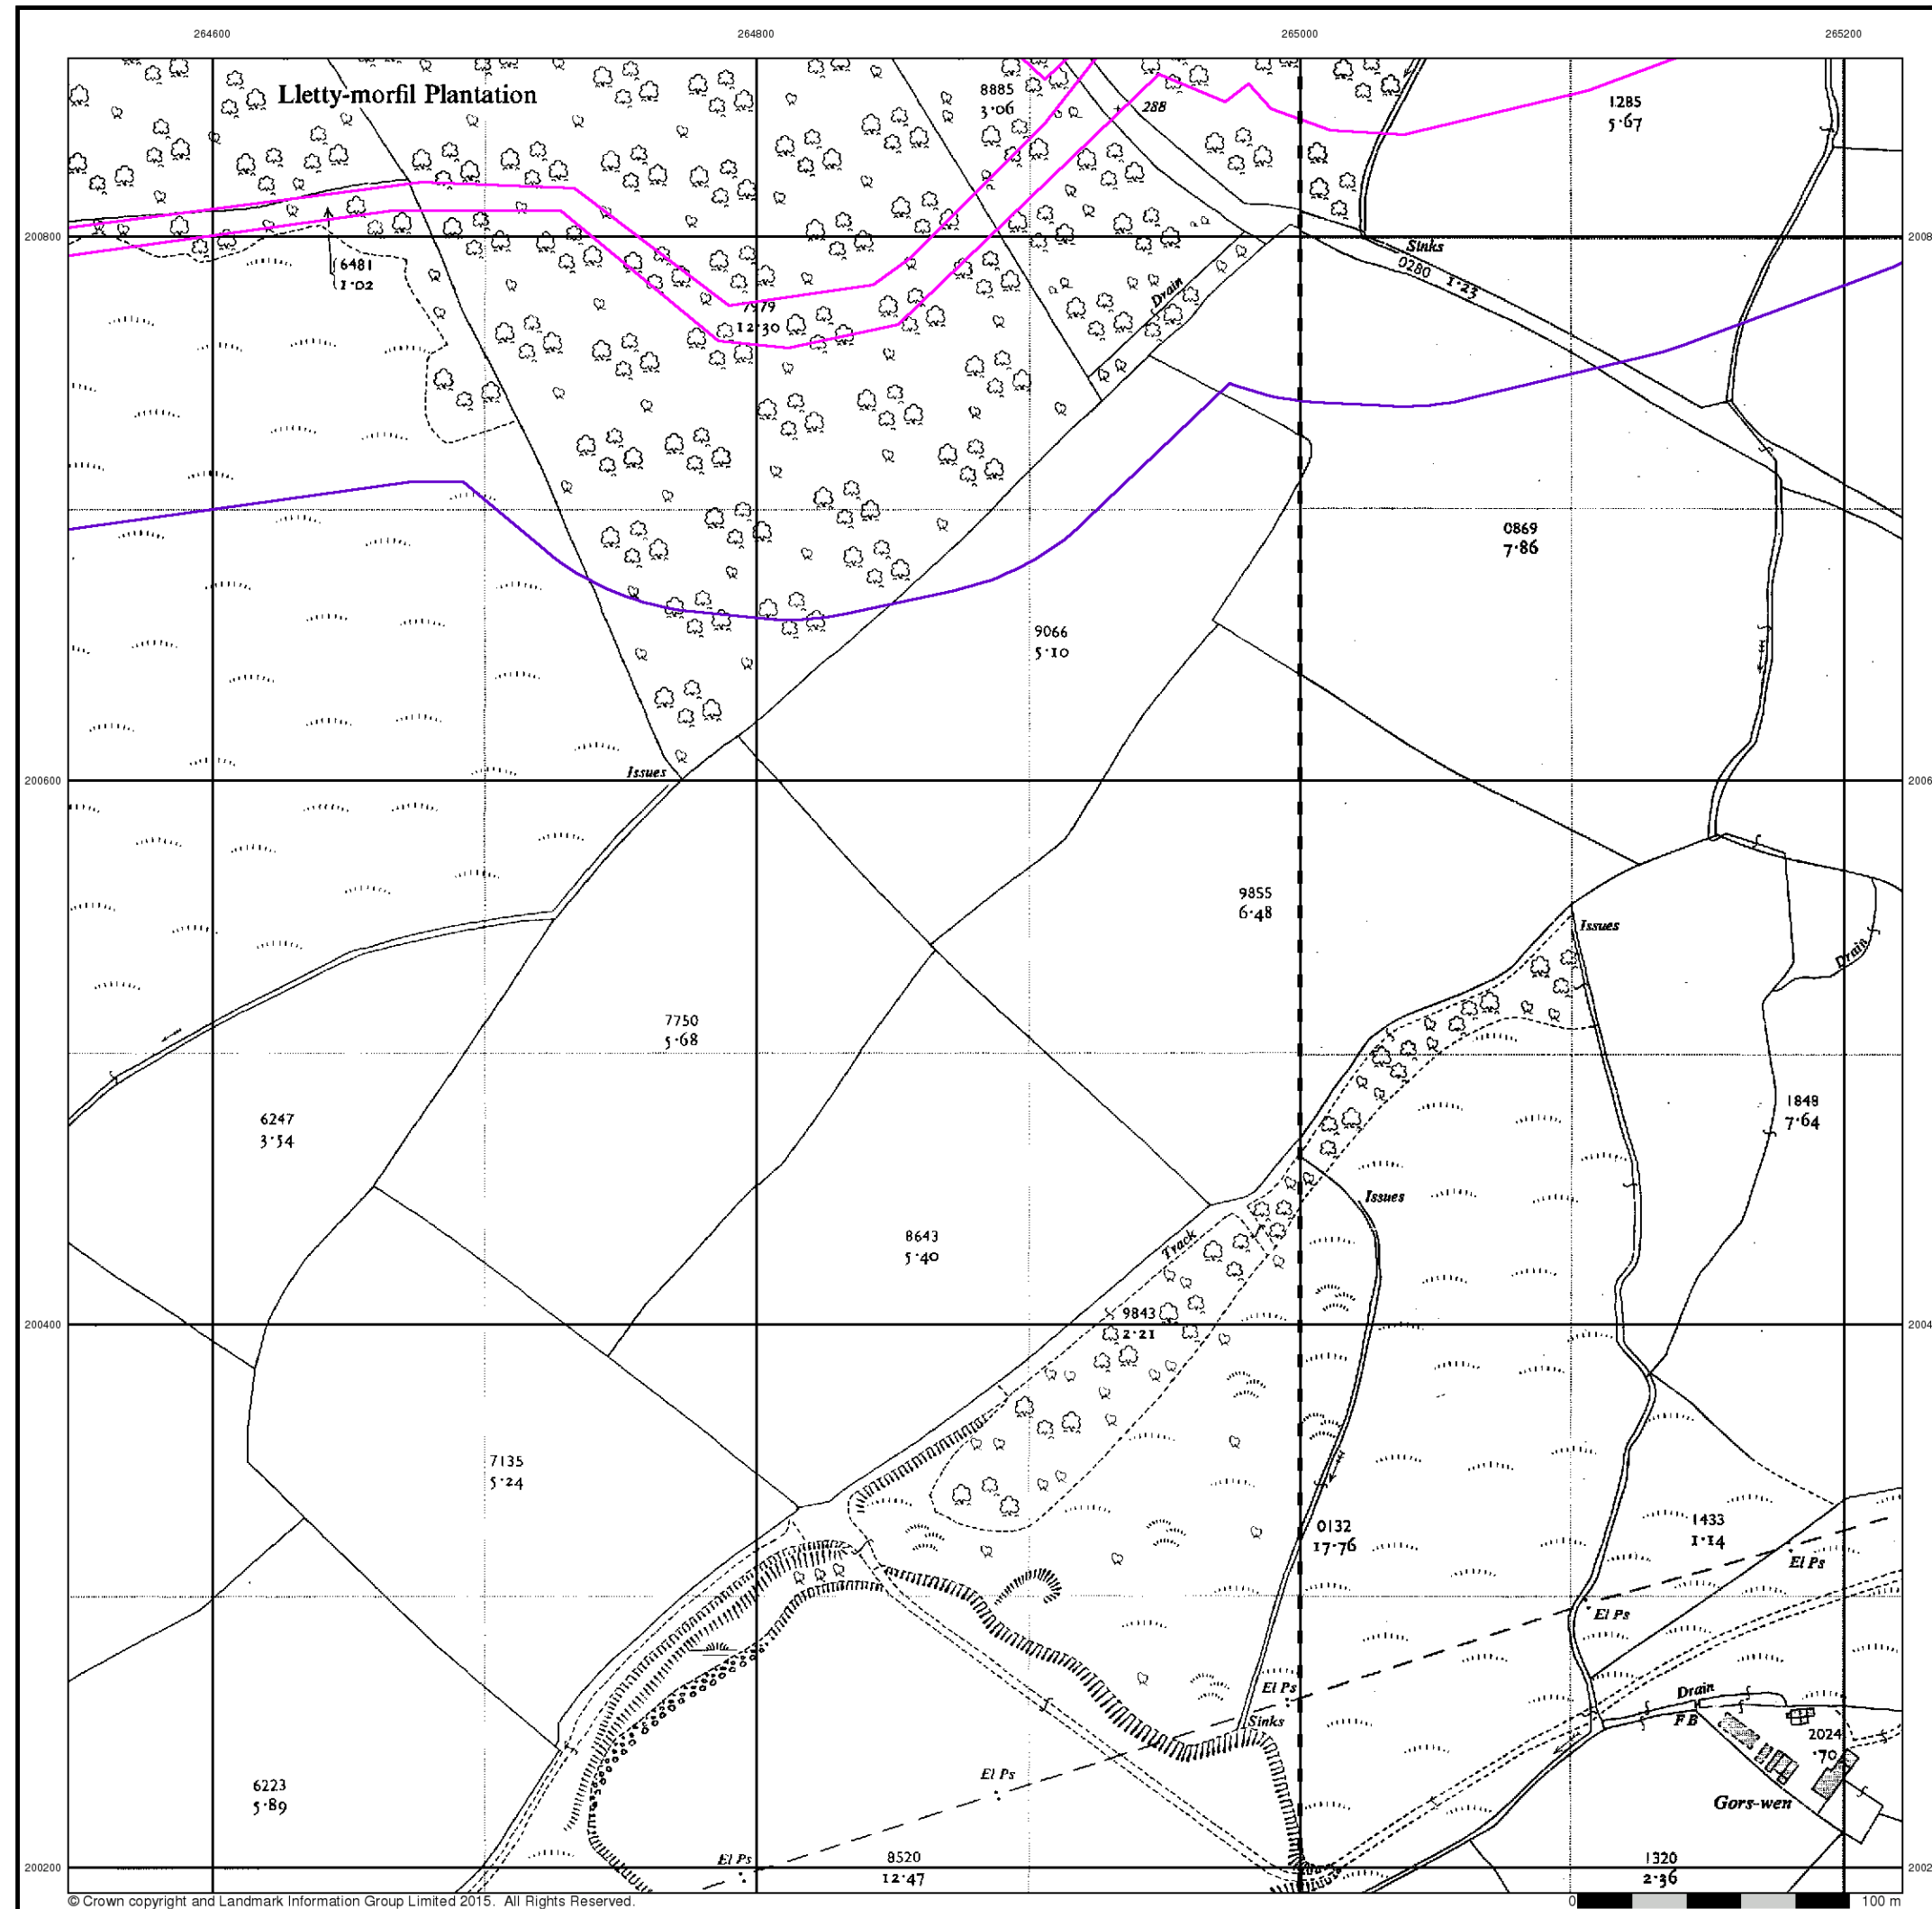 264600 264800 265000 265200
Lletty-morfil Plantation
8885
3·06
288
1285
5·67
200800
2008
Sinks
0280
1·23
6481
1·02
Drain
7979
12·30
0869
7·86
9066
5·10
Issues
200600
2006
9855
6·48
Issues
Drain
7750
5·68
6247
3·54
1848
7·64
Issues
8643
5·40
Track
9843
2·21
200400
2004
7135
5·24
0132
17·76
1433
1·14
El Ps
El Ps
El Ps
Sinks
Drain
F B
2024
·70
El Ps
6223
5·89
Gors-wen
El Ps
8520
12·47
1320
2·36
200200
2002
© Crown copyright and Landmark Information Group Limited 2015. All Rights Reserved.
0 100 m